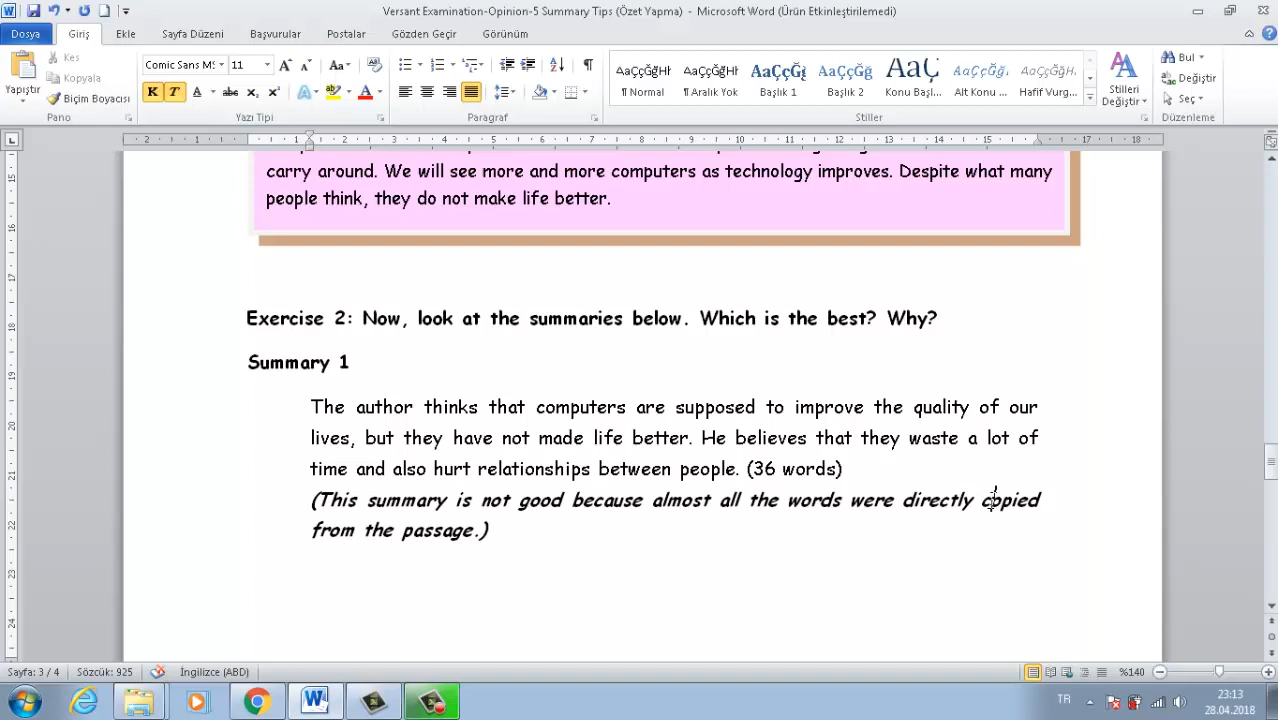 Versant Examination-Opinion-5 Summary Tips (Özet Yapma) - Microsoft Word (Ürün Etkinleştirilemedi)
Dosya Giriş Ekle Sayfa Düzeni Başvurular Postalar Gözden Geçir Görünüm
Yapıştır
Kes
Kopyala
Biçim Boyacısı
Pano
Comic Sans MS 11
K T A abc x₂ x²
Yazı Tipi
Paragraf
AaÇçĞğHł AaÇçĞğHł AaÇçĞġ AaÇçĞğ AaÇ AaÇçĞğ. AaÇçĞğH.
¶ Normal ¶ Aralık Yok Başlık 1 Başlık 2 Konu Başl... Alt Konu ... Hafif Vurg...
Stiller
Stilleri Değiştir
Bul
Değiştir
Seç
Düzenleme
carry around. We will see more and more computers as technology improves. Despite what many
people think, they do not make life better.
Exercise 2: Now, look at the summaries below. Which is the best? Why?
Summary 1
The author thinks that computers are supposed to improve the quality of our
lives, but they have not made life better. He believes that they waste a lot of
time and also hurt relationships between people. (36 words)
(This summary is not good because almost all the words were directly copied
from the passage.)
Sayfa: 3 / 4 Sözcük: 925 İngilizce (ABD) %140
TR 23:13
28.04.2018